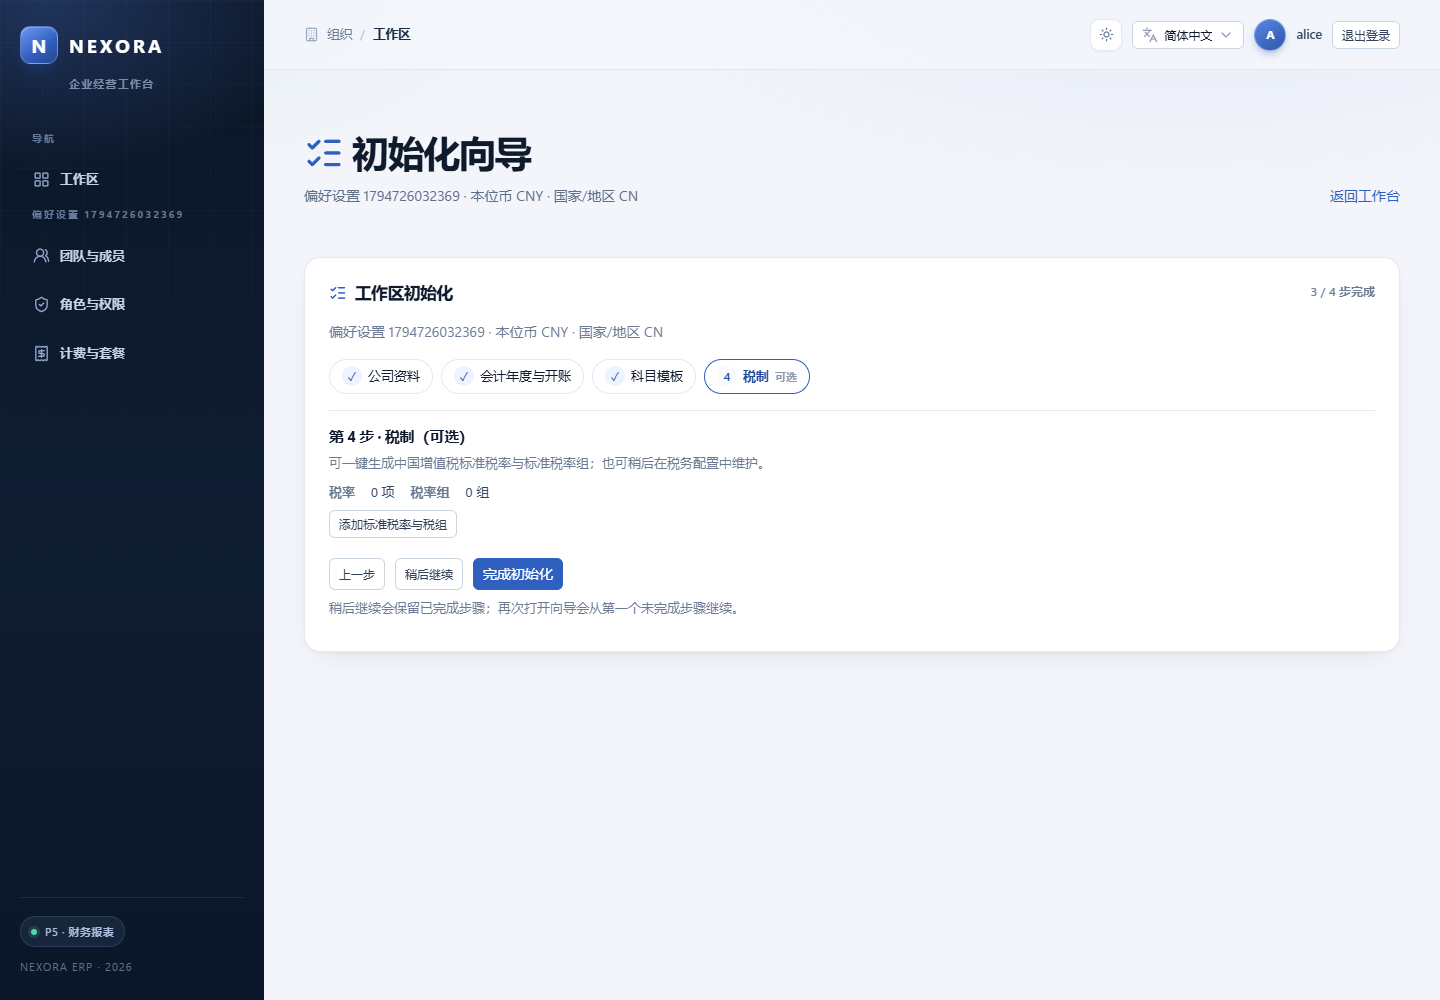 N NEXORA
企业经营工作台
导航
工作区
偏好设置 1794726032369
团队与成员
角色与权限
计费与套餐
P5 · 财务报表
NEXORA ERP · 2026
组织 / 工作区
简体中文
A alice
退出登录
初始化向导
偏好设置 1794726032369 · 本位币 CNY · 国家/地区 CN
返回工作台
工作区初始化
3 / 4 步完成
偏好设置 1794726032369 · 本位币 CNY · 国家/地区 CN
✓ 公司资料 ✓ 会计年度与开账 ✓ 科目模板 4 税制 可选
第 4 步 · 税制（可选）
可一键生成中国增值税标准税率与标准税率组；也可稍后在税务配置中维护。
税率 0 项 税率组 0 组
添加标准税率与税组
上一步 稍后继续 完成初始化
稍后继续会保留已完成步骤；再次打开向导会从第一个未完成步骤继续。